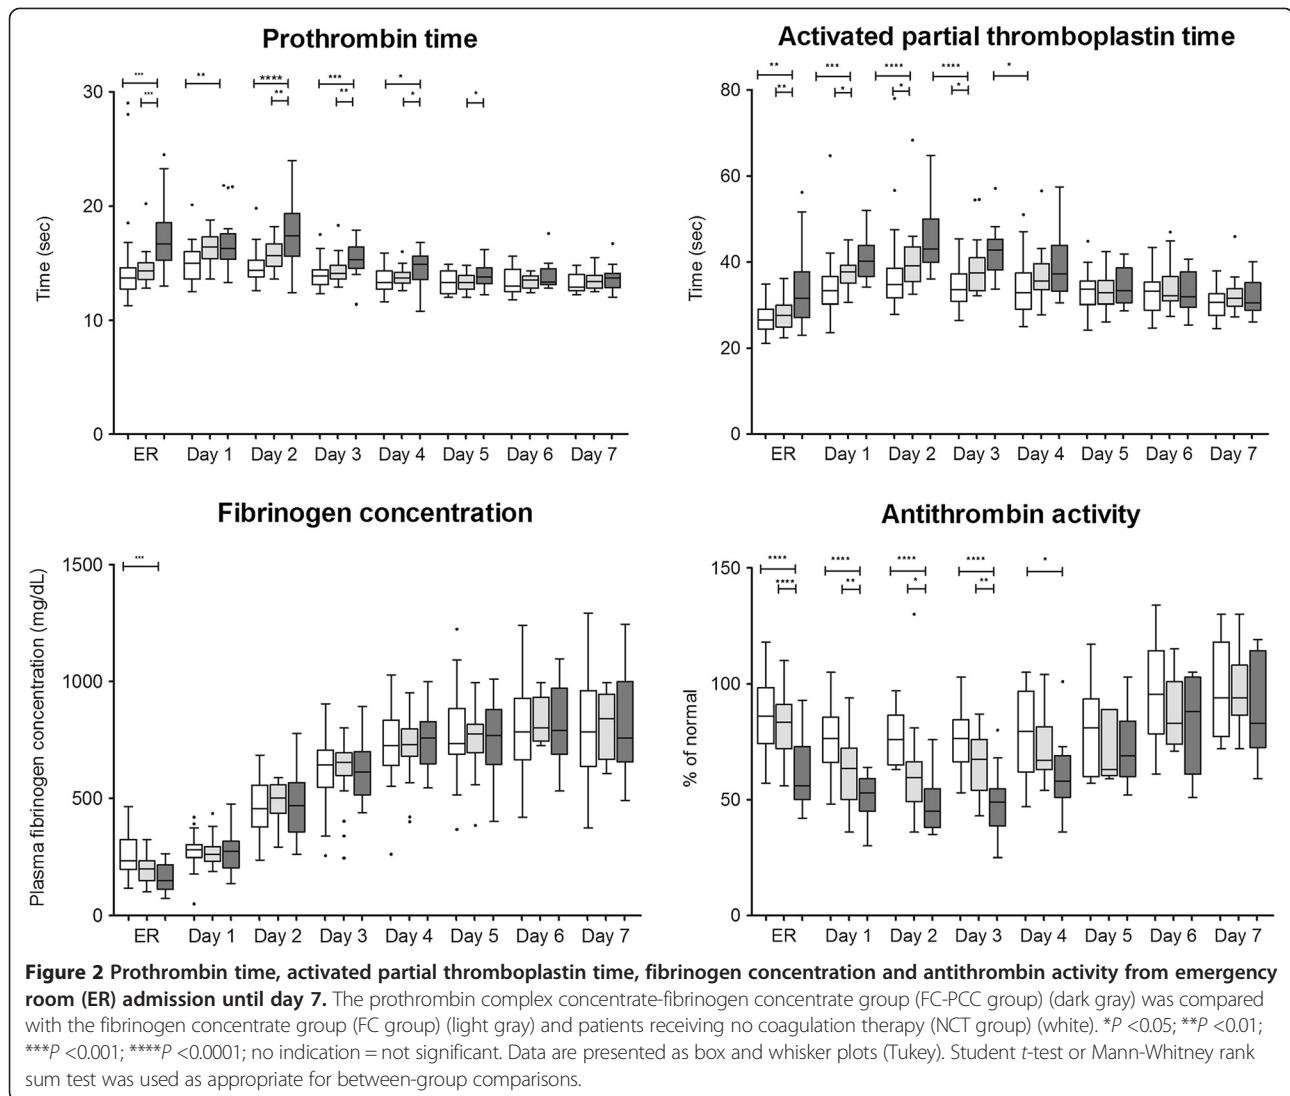 Prothrombin time
*** ** **** *** *
*** ** ** * *
30
20
10
0
Time (sec)
ER Day 1 Day 2 Day 3 Day 4 Day 5 Day 6 Day 7
Activated partial thromboplastin time
** *** **** **** *
** * * *
80
60
40
20
0
Time (sec)
ER Day 1 Day 2 Day 3 Day 4 Day 5 Day 6 Day 7
Fibrinogen concentration
***
1500
1000
500
0
Plasma fibrinogen concentration (mg/dL)
ER Day 1 Day 2 Day 3 Day 4 Day 5 Day 6 Day 7
Antithrombin activity
**** **** **** **** *
**** ** * **
150
100
50
0
% of normal
ER Day 1 Day 2 Day 3 Day 4 Day 5 Day 6 Day 7
Figure 2 Prothrombin time, activated partial thromboplastin time, fibrinogen concentration and antithrombin activity from emergency
room (ER) admission until day 7. The prothrombin complex concentrate-fibrinogen concentrate group (FC-PCC group) (dark gray) was compared
with the fibrinogen concentrate group (FC group) (light gray) and patients receiving no coagulation therapy (NCT group) (white). *P <0.05; **P <0.01;
***P <0.001; ****P <0.0001; no indication = not significant. Data are presented as box and whisker plots (Tukey). Student t-test or Mann-Whitney rank
sum test was used as appropriate for between-group comparisons.